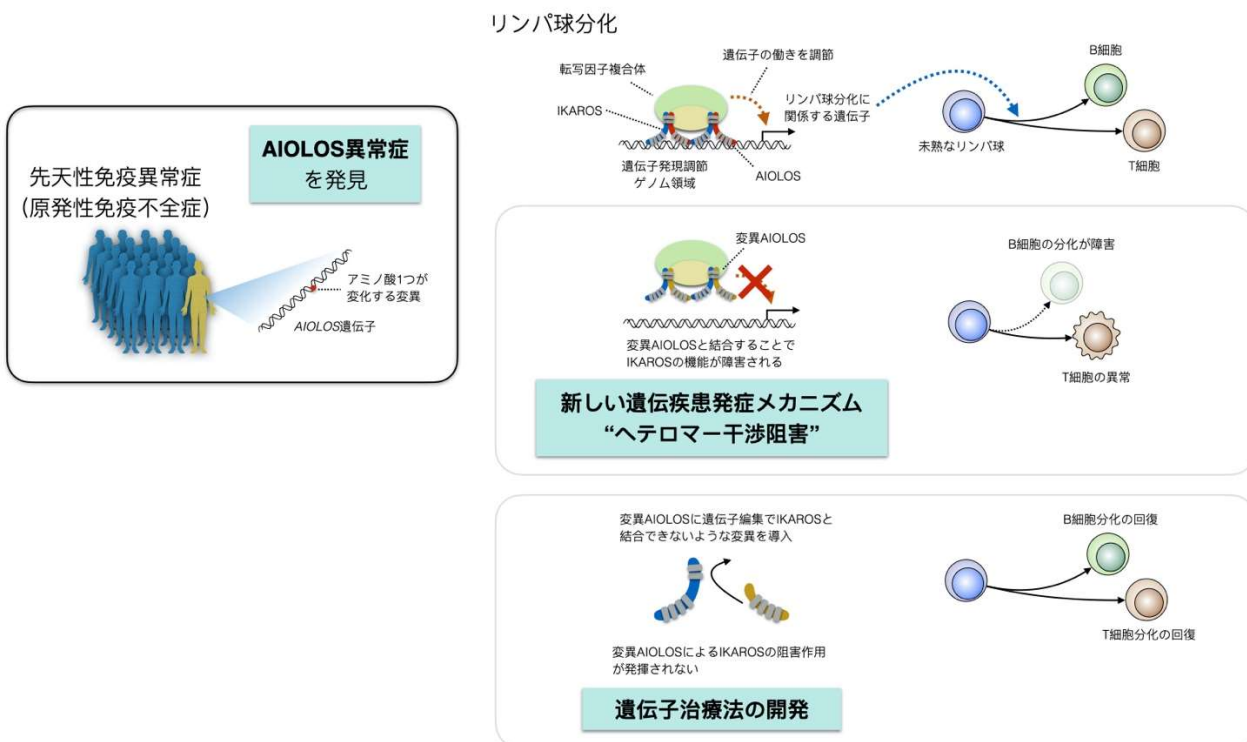 リンパ球分化
転写因子複合体
遺伝子の働きを調節
IKAROS
リンパ球分化に
関係する遺伝子
遺伝子発現調節
ゲノム領域
AIOLOS
B細胞
未熟なリンパ球
T細胞
AIOLOS異常症
を発見
先天性免疫異常症
(原発性免疫不全症)
アミノ酸1つが
変化する変異
AIOLOS遺伝子
変異AIOLOS
変異AIOLOSと結合することで
IKAROSの機能が障害される
B細胞の分化が障害
T細胞の異常
新しい遺伝疾患発症メカニズム
“ヘテロマー干渉阻害”
変異AIOLOSに遺伝子編集でIKAROSと
結合できないような変異を導入
変異AIOLOSによるIKAROSの阻害作用
が発揮されない
B細胞分化の回復
T細胞分化の回復
遺伝子治療法の開発